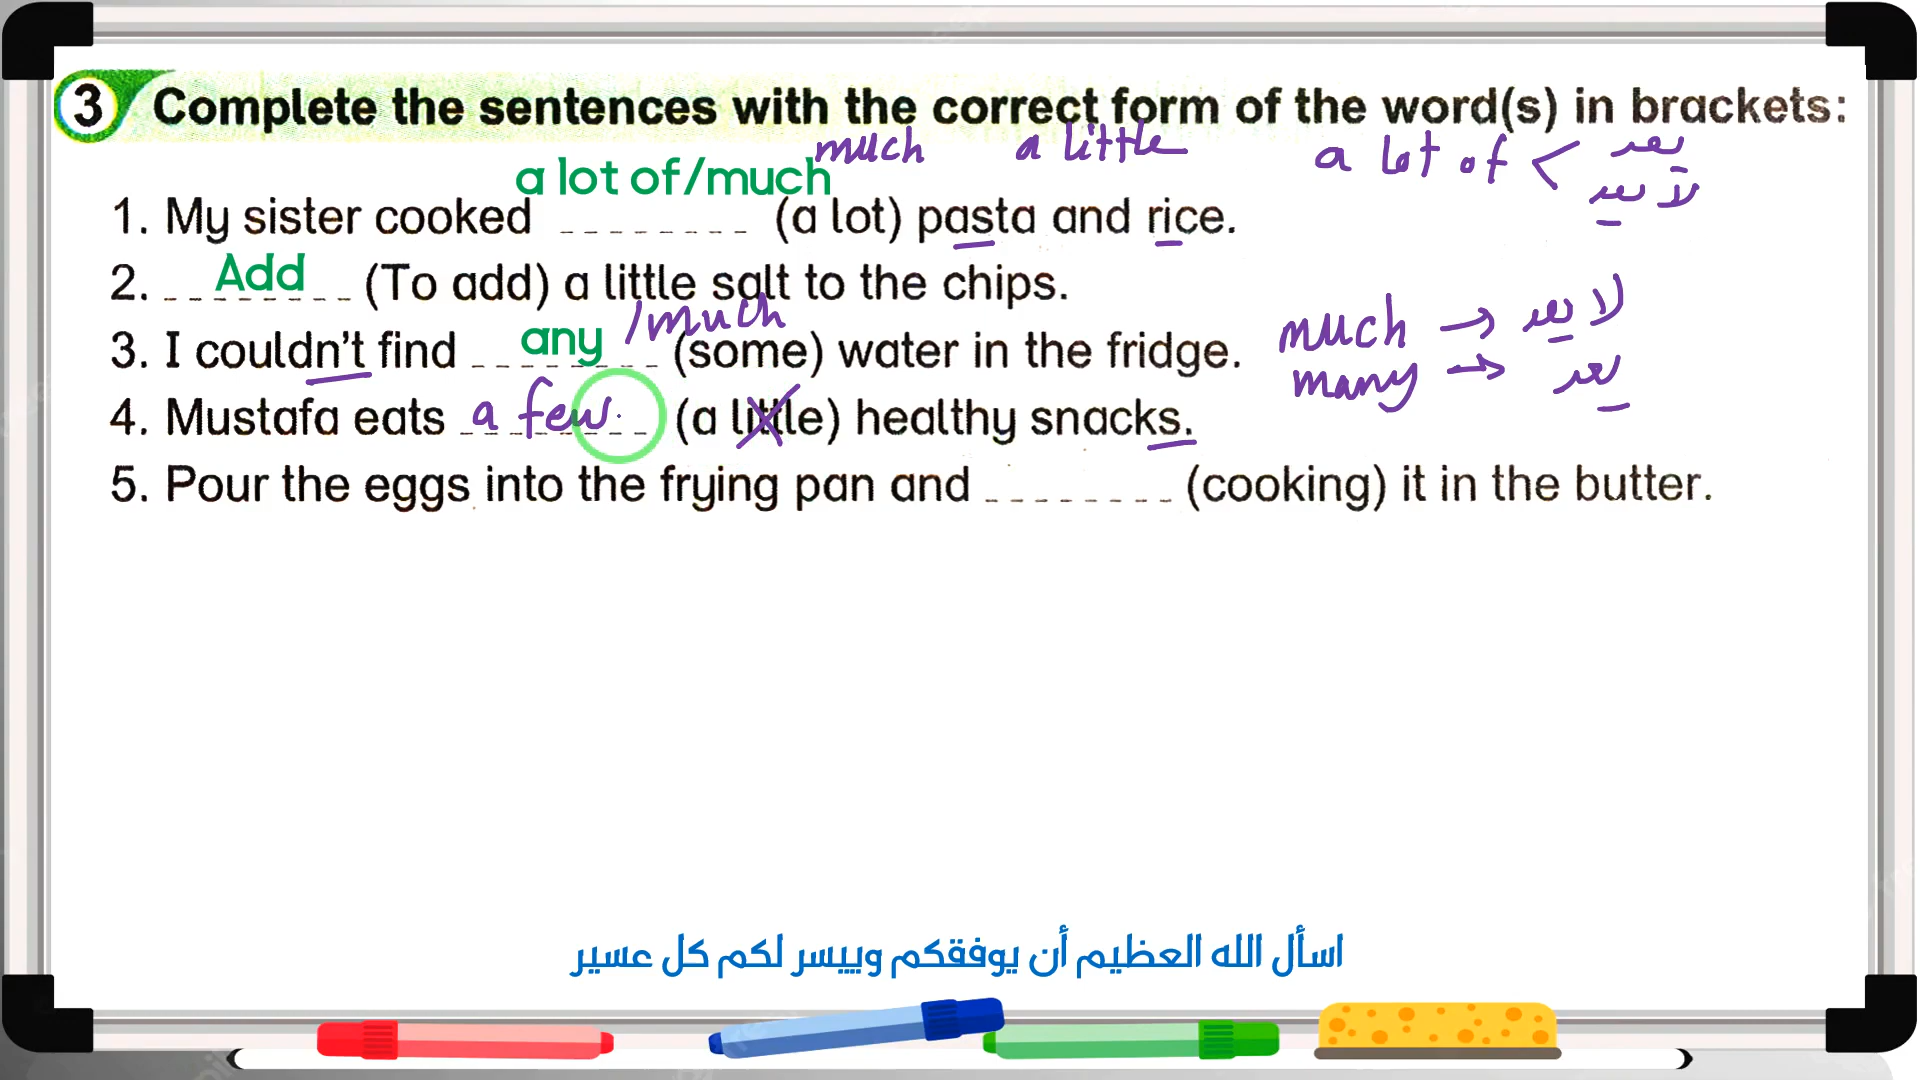 3 Complete the sentences with the correct form of the word(s) in brackets:
much a little a lot of < يعد
لا يعد
a lot of/much
1. My sister cooked -------- (a lot) pasta and rice.
2. Add (To add) a little salt to the chips.
/much much → لا يعد
3. I couldn't find any (some) water in the fridge.
many → يعد
4. Mustafa eats a few (a little) healthy snacks.
5. Pour the eggs into the frying pan and -------- (cooking) it in the butter.
اسأل الله العظيم أن يوفقكم وييسر لكم كل عسير